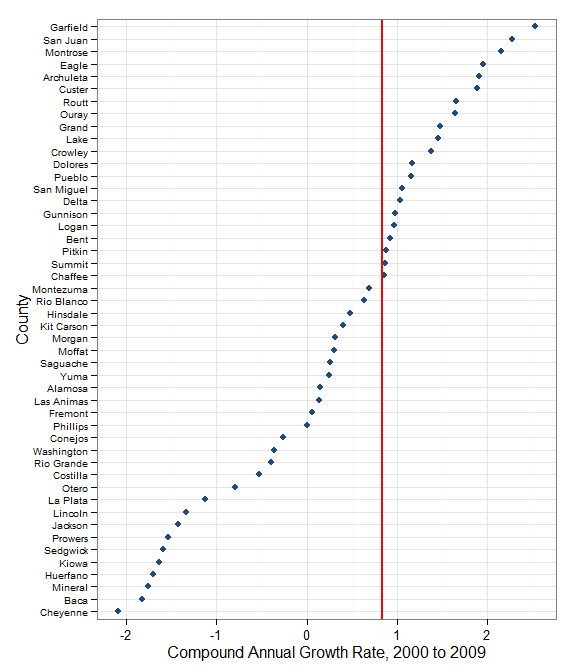 Garfield
San Juan
Montrose
Eagle
Archuleta
Custer
Routt
Ouray
Grand
Lake
Crowley
Dolores
Pueblo
San Miguel
Delta
Gunnison
Logan
Bent
Pitkin
Summit
Chaffee
Montezuma
Rio Blanco
Hinsdale
Kit Carson
Morgan
Moffat
Saguache
Yuma
Alamosa
Las Animas
Fremont
Phillips
Conejos
Washington
Rio Grande
Costilla
Otero
La Plata
Lincoln
Jackson
Prowers
Sedgwick
Kiowa
Huerfano
Mineral
Baca
Cheyenne
County
-2 -1 0 1 2
Compound Annual Growth Rate, 2000 to 2009